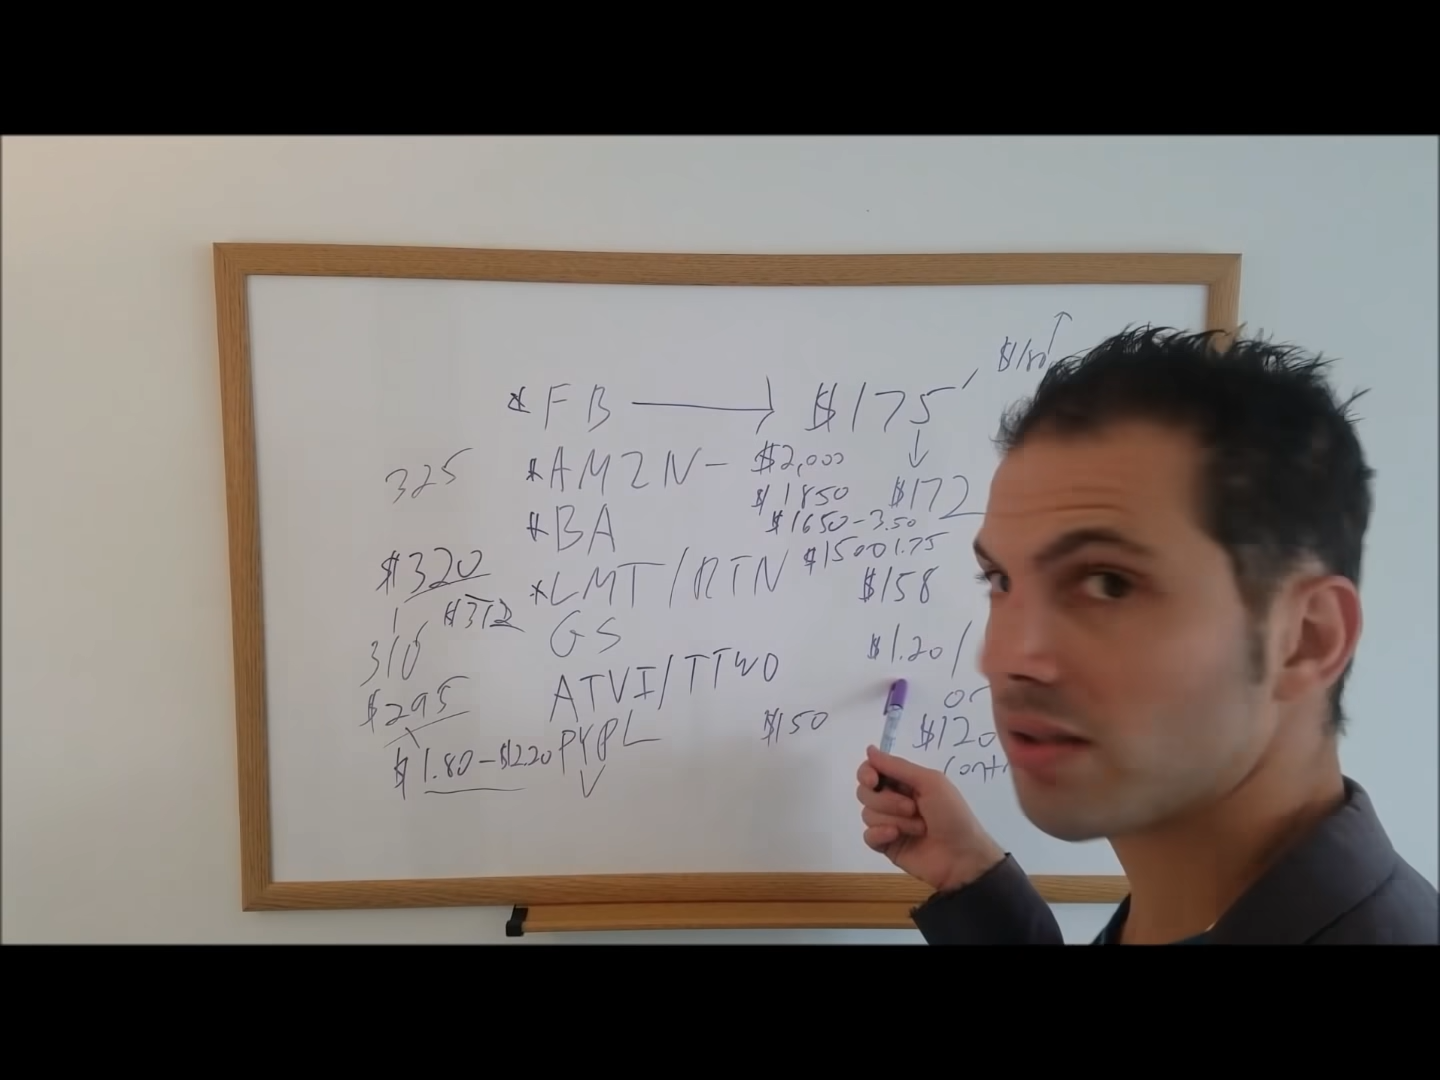 $180
* FB → $175
325
* AMZN - $2,000
$1850 $172
* BA
$1650 - 3.50
$1500 1.75
$320
* LMT / RTN
$158
$312
GS
310
$1.20 /
ATVI / TTWO
$295
or
$150
$120
PYPL
$1.80 - $2.20
V